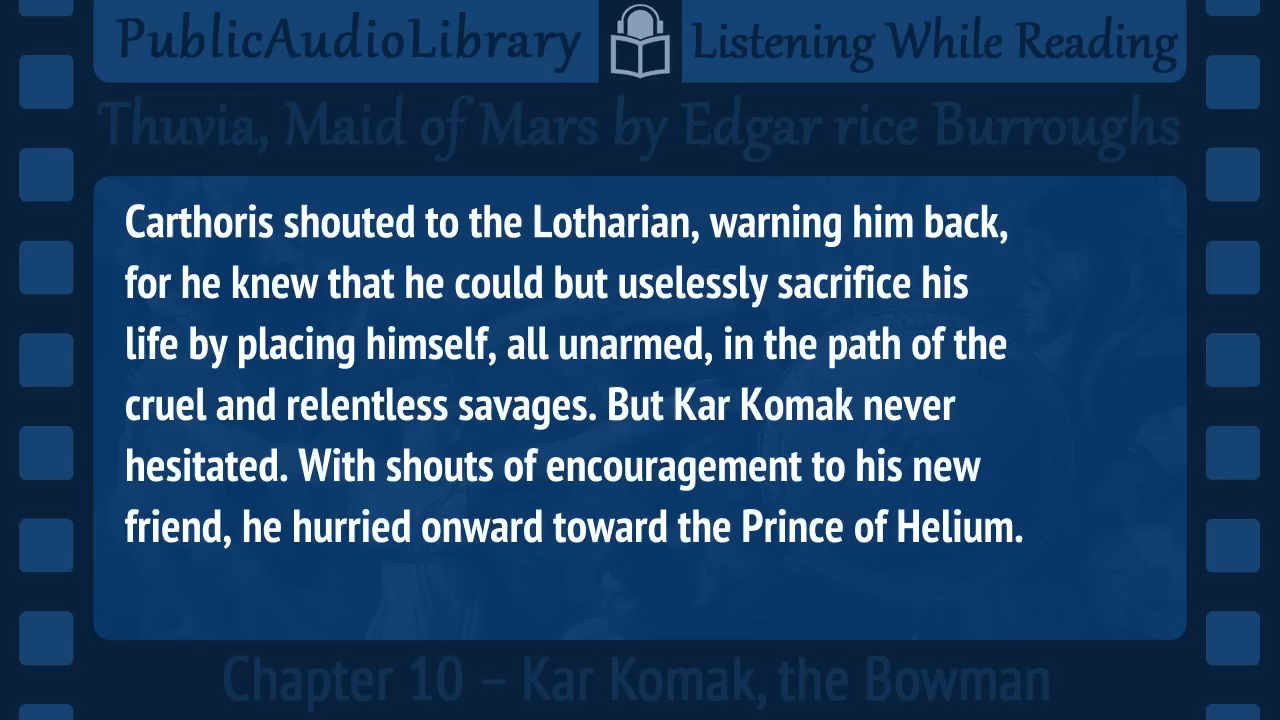 PublicAudioLibrary Listening While Reading
Thuvia, Maid of Mars by Edgar rice Burroughs
Carthoris shouted to the Lotharian, warning him back,
for he knew that he could but uselessly sacrifice his
life by placing himself, all unarmed, in the path of the
cruel and relentless savages. But Kar Komak never
hesitated. With shouts of encouragement to his new
friend, he hurried onward toward the Prince of Helium.
Chapter 10 – Kar Komak, the Bowman